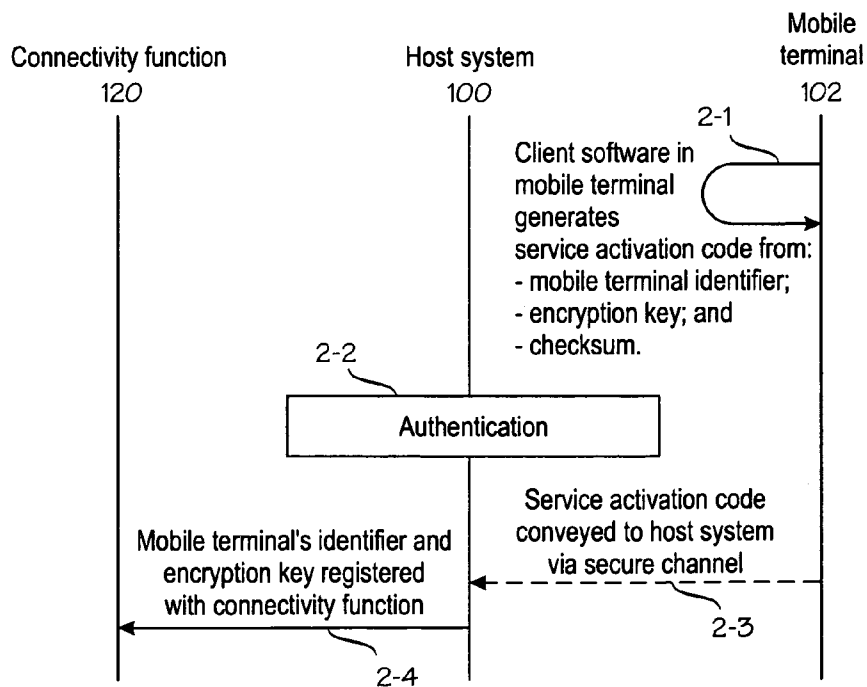 Mobile
Connectivity function Host system terminal
120 100 102
2-1
Client software in
mobile terminal
generates
service activation code from:
- mobile terminal identifier;
- encryption key; and
- checksum.
2-2
Authentication
Service activation code
conveyed to host system
via secure channel
2-3
Mobile terminal's identifier and
encryption key registered
with connectivity function
2-4